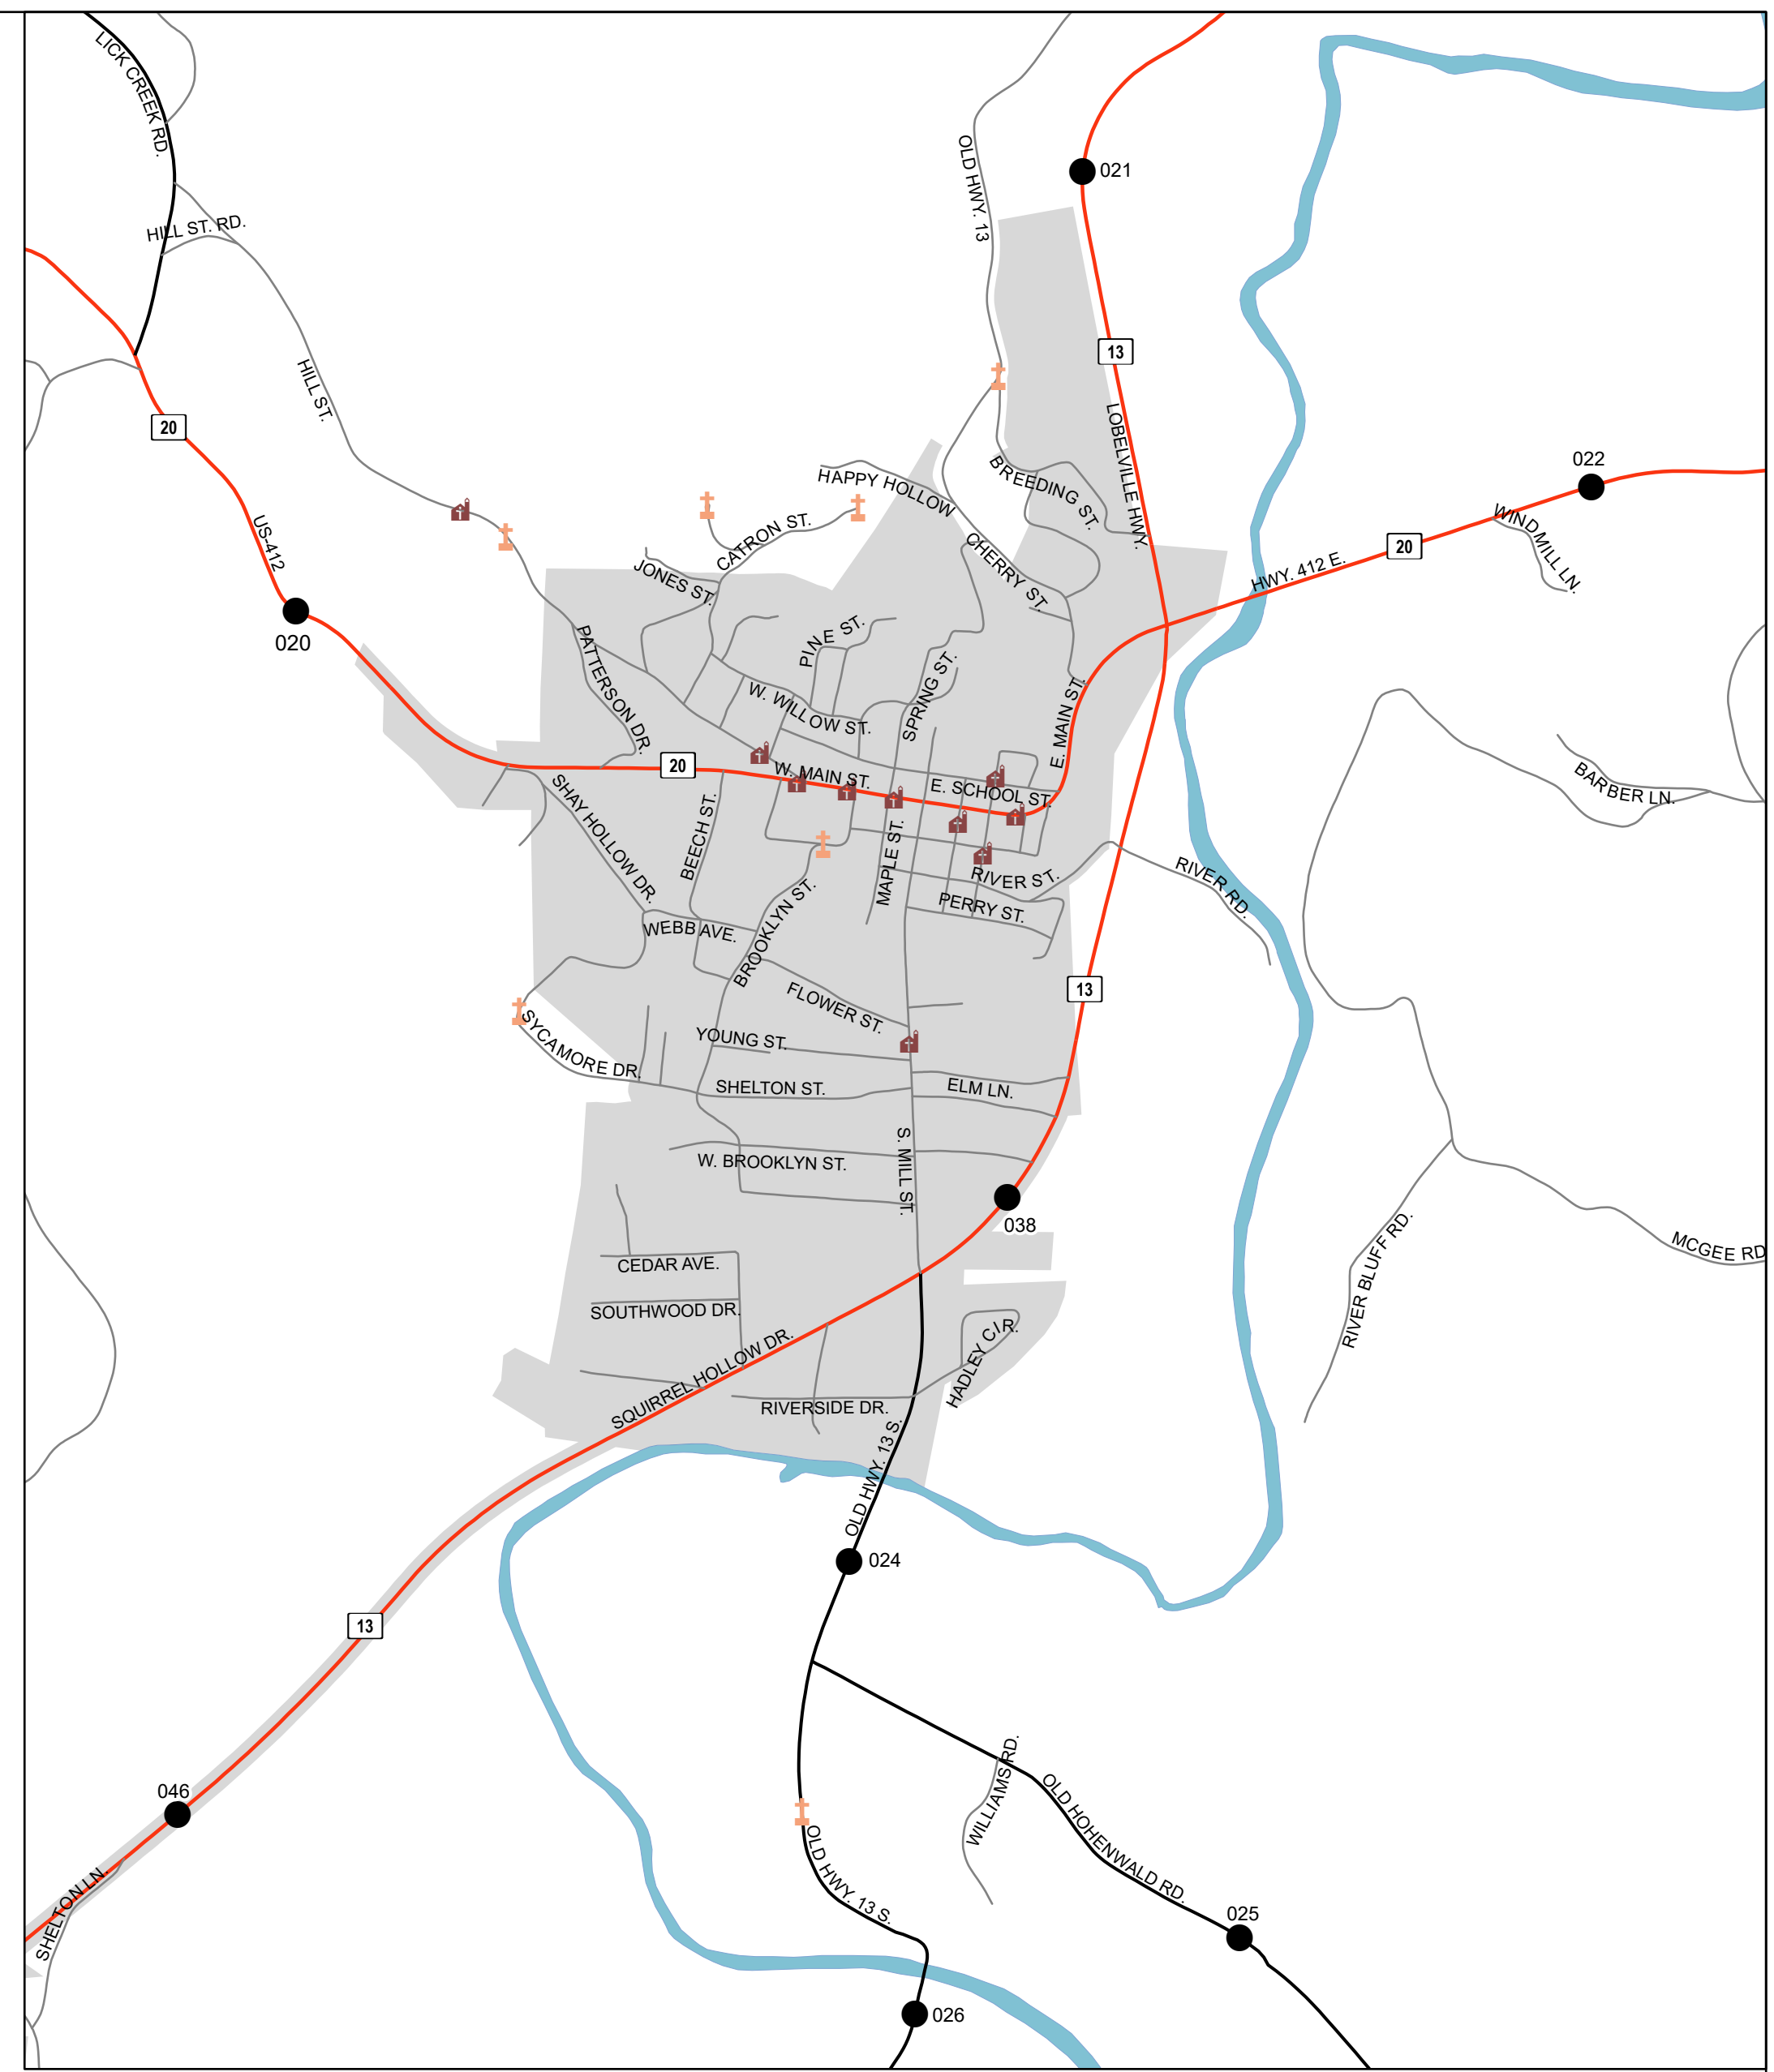 LICK CREEK RD.
HILL ST. RD.
OLD HWY. 13
021
13
HILL ST.
20
LOBELVILLE HWY.
022
HAPPY HOLLOW
BREEDING ST.
WINDMILL LN.
US-412
CATRON ST.
20
HWY. 412 E.
JONES ST.
CHERRY ST.
020
PINE ST.
PATTERSON DR.
SPRING ST.
W. WILLOW ST.
E. MAIN ST.
20
W. MAIN ST.
E. SCHOOL ST.
BARBER LN.
SHAY HOLLOW DR.
BEECH ST.
MAPLE ST.
RIVER ST.
RIVER RD.
PERRY ST.
WEBB AVE.
BROOKLYN ST.
13
FLOWER ST.
SYCAMORE DR.
YOUNG ST.
SHELTON ST.
ELM LN.
S. MILL ST.
W. BROOKLYN ST.
038
MCGEE RD
RIVER BLUFF RD.
CEDAR AVE.
SOUTHWOOD DR.
SQUIRREL HOLLOW DR.
HADLEY CIR.
RIVERSIDE DR.
OLD HWY. 13 S.
024
13
046
WILLIAMS RD.
OLD HOHENWALD RD.
OLD HWY. 13 S.
SHELTON LN.
025
026